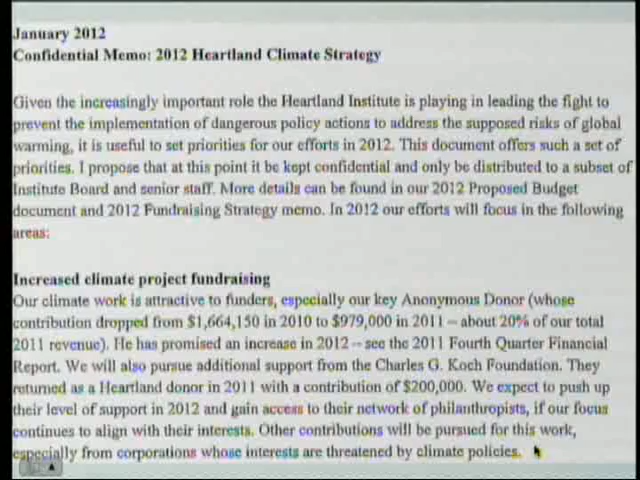 January 2012
Confidential Memo: 2012 Heartland Climate Strategy
Given the increasingly important role the Heartland Institute is playing in leading the fight to
prevent the implementation of dangerous policy actions to address the supposed risks of global
warming, it is useful to set priorities for our efforts in 2012. This document offers such a set of
priorities. I propose that at this point it be kept confidential and only be distributed to a subset of
Institute Board and senior staff. More details can be found in our 2012 Proposed Budget
document and 2012 Fundraising Strategy memo. In 2012 our efforts will focus in the following
areas:
Increased climate project fundraising
Our climate work is attractive to funders, especially our key Anonymous Donor (whose
contribution dropped from $1,664,150 in 2010 to $979,000 in 2011 – about 20% of our total
2011 revenue). He has promised an increase in 2012 – see the 2011 Fourth Quarter Financial
Report. We will also pursue additional support from the Charles G. Koch Foundation. They
returned as a Heartland donor in 2011 with a contribution of $200,000. We expect to push up
their level of support in 2012 and gain access to their network of philanthropists, if our focus
continues to align with their interests. Other contributions will be pursued for this work,
especially from corporations whose interests are threatened by climate policies.